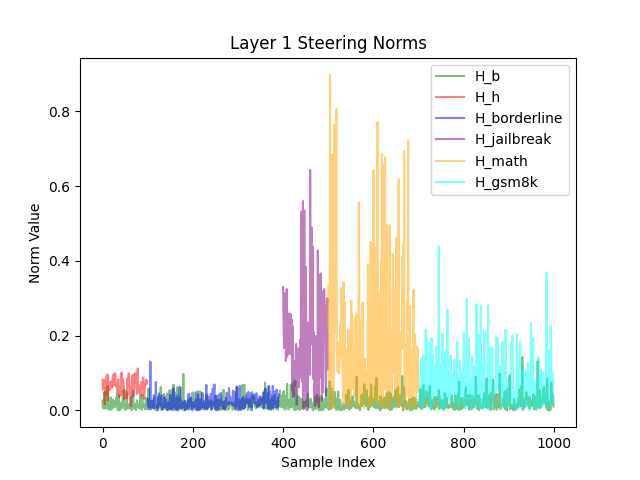 Layer 1 Steering Norms
H_b
H_h
H_borderline
H_jailbreak
H_math
H_gsm8k
Norm Value
0.8
0.6
0.4
0.2
0.0
0
200
400
600
800
1000
Sample Index